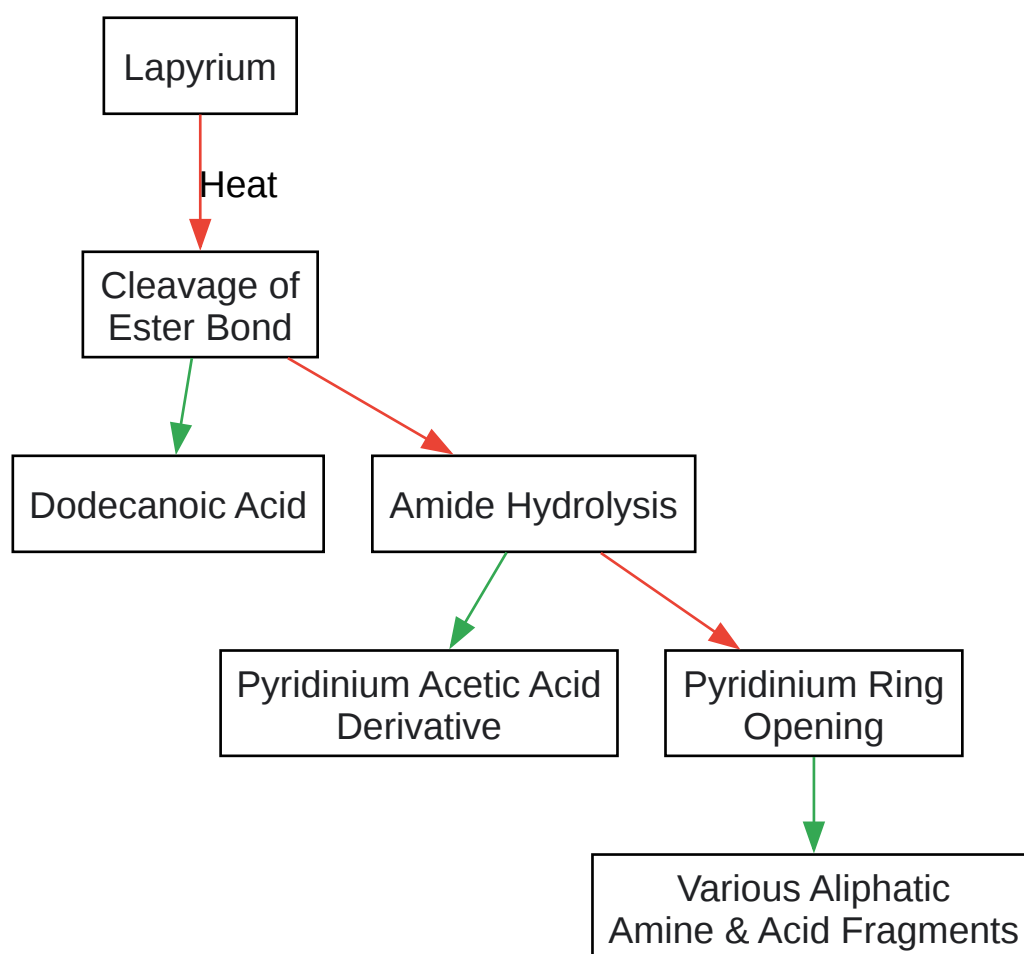 Lapyrium
Heat
Cleavage of
Ester Bond
Dodecanoic Acid
Amide Hydrolysis
Pyridinium Acetic Acid
Derivative
Pyridinium Ring
Opening
Various Aliphatic
Amine & Acid Fragments